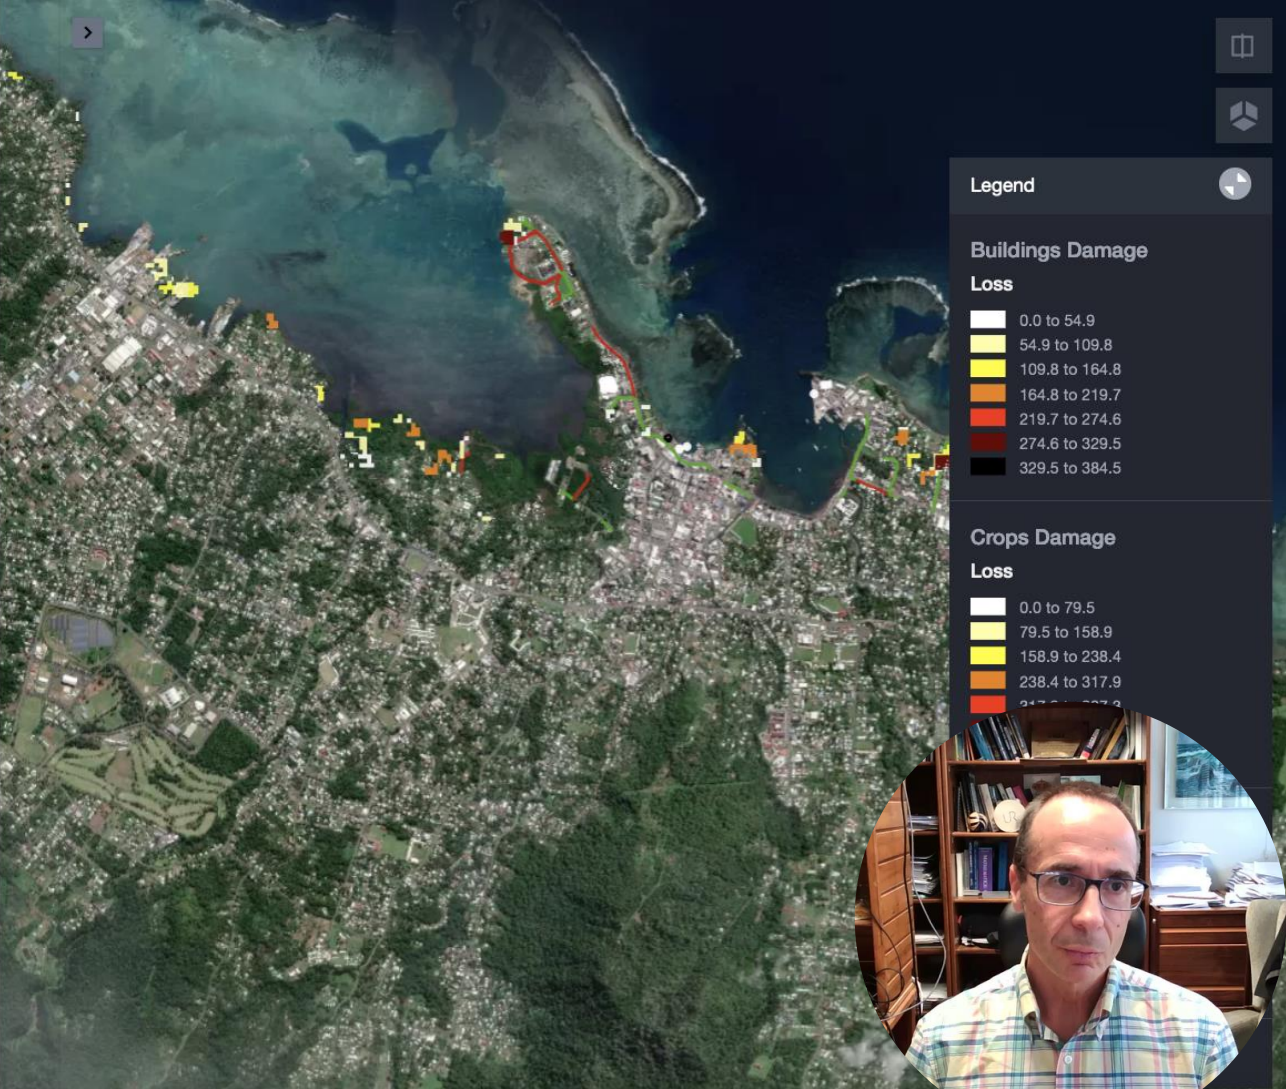 Legend
Buildings Damage
Loss
0.0 to 54.9
54.9 to 109.8
109.8 to 164.8
164.8 to 219.7
219.7 to 274.6
274.6 to 329.5
329.5 to 384.5
Crops Damage
Loss
0.0 to 79.5
79.5 to 158.9
158.9 to 238.4
238.4 to 317.9